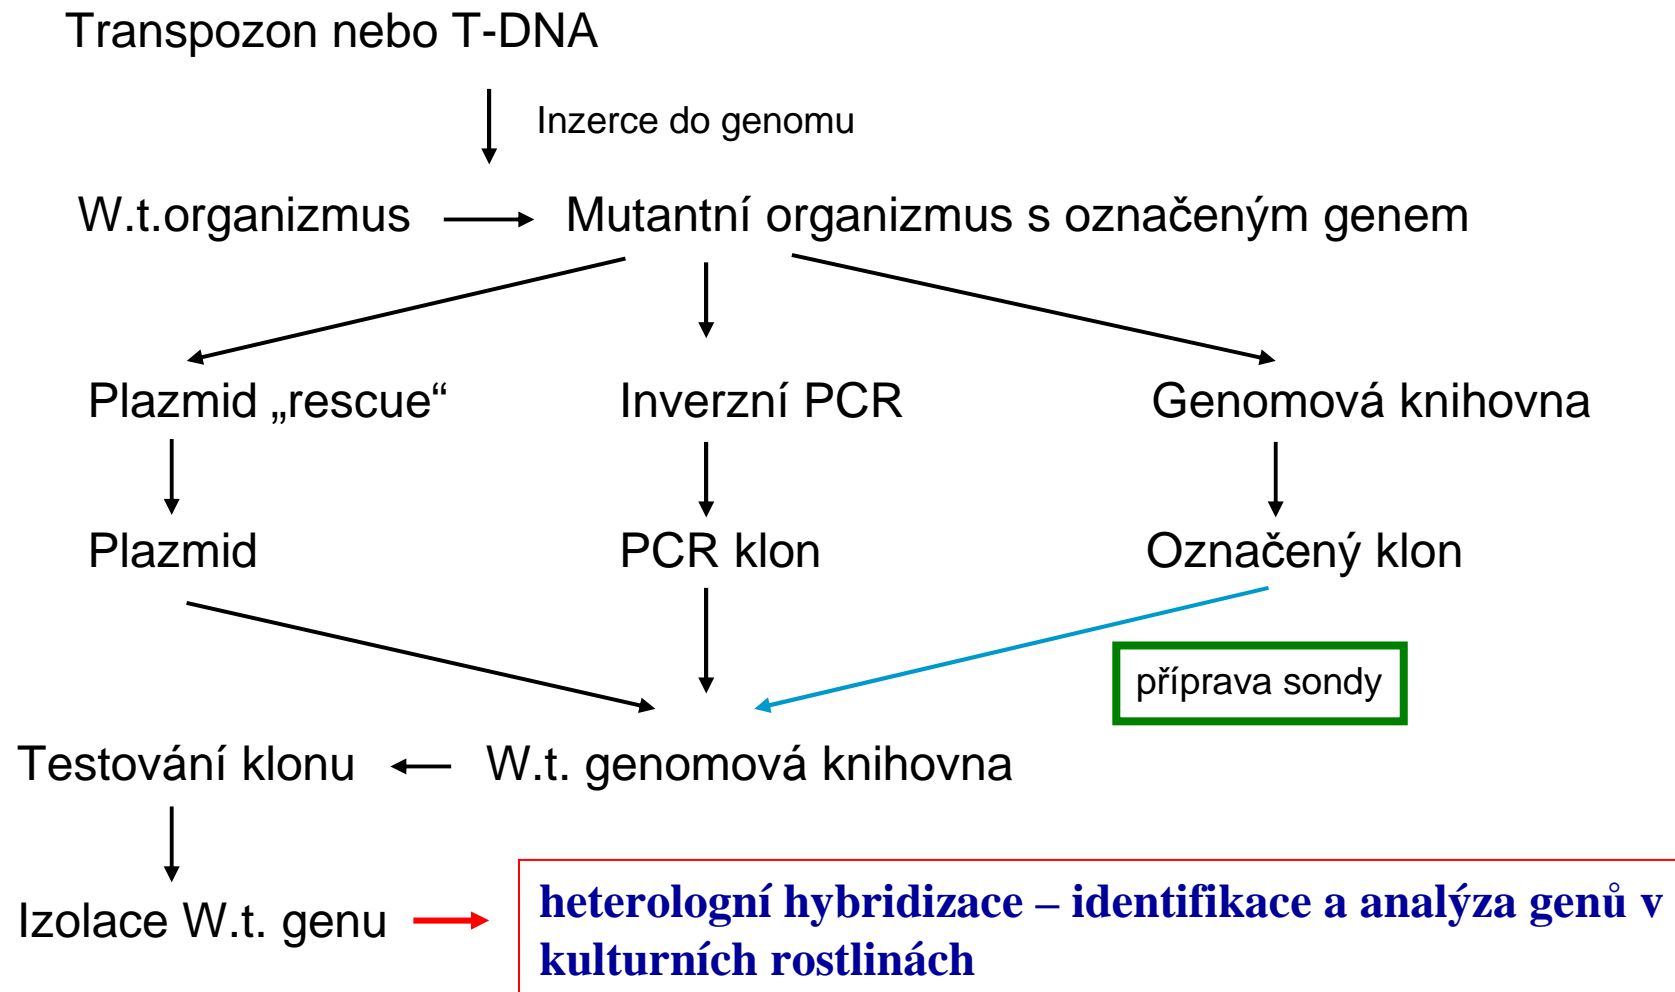 Transpozon nebo T-DNA
Inzerce do genomu
W.t.organizmus
Mutantní organizmus s označeným genem
Plazmid „rescue“
Inverzní PCR
Genomová knihovna
Plazmid
PCR klon
Označený klon
příprava sondy
Testování klonu
W.t. genomová knihovna
Izolace W.t. genu
heterologní hybridizace – identifikace a analýza genů v
kulturních rostlinách